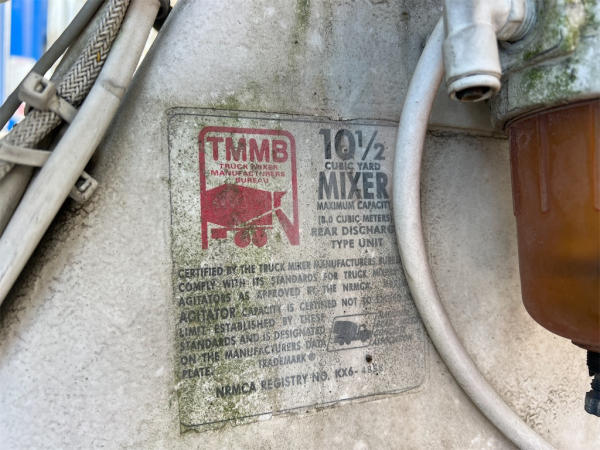 TMMB
TRUCK MIXER
MANUFACTURERS
BUREAU
10 1/2
CUBIC YARD
MIXER
MAXIMUM CAPACITY
(8.0 CUBIC METERS)
REAR DISCHARGE
TYPE UNIT
CERTIFIED BY THE TRUCK MIXER MANUFACTURERS
COMPLY WITH ITS STANDARDS FOR TRUCK
AGITATORS AS APPROVED BY THE NRMCA.
AGITATOR CAPACITY IS CERTIFIED NOT TO EXCEED
LIMIT ESTABLISHED BY THESE
STANDARDS AND IS DESIGNATED
ON THE MANUFACTURERS DATA
PLATE.
TRADEMARK ®
NRMCA REGISTRY NO. KX6-